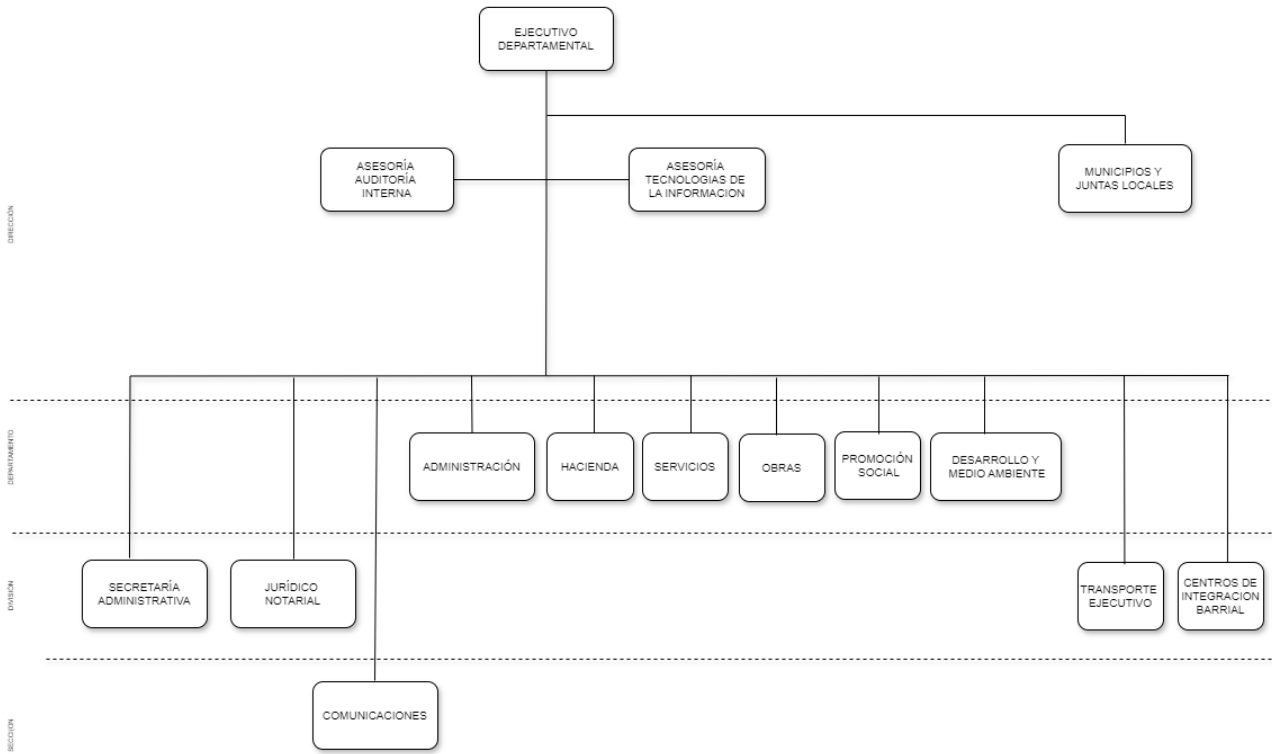 EJECUTIVO
DEPARTAMENTAL
ASESORÍA
AUDITORÍA
INTERNA
ASESORÍA
TECNOLOGIAS DE
LA INFORMACION
MUNICIPIOS Y
JUNTAS LOCALES
DIRECCIÓN
DEPARTAMENTO
ADMINISTRACIÓN
HACIENDA
SERVICIOS
OBRAS
PROMOCIÓN
SOCIAL
DESARROLLO Y
MEDIO AMBIENTE
DIVISIÓN
SECRETARÍA
ADMINISTRATIVA
JURÍDICO
NOTARIAL
TRANSPORTE
EJECUTIVO
CENTROS DE
INTEGRACION
BARRIAL
SECCIÓN
COMUNICACIONES